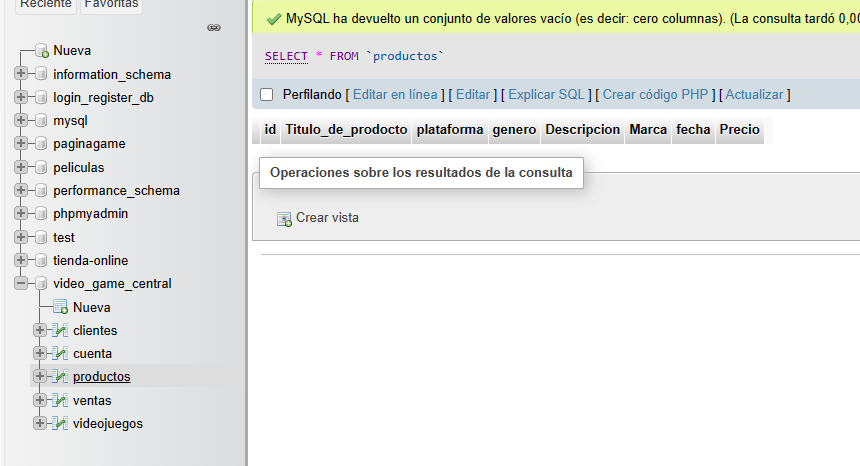 Reciente Favoritas
Nueva
information_schema
login_register_db
mysql
paginagame
peliculas
performance_schema
phpmyadmin
test
tienda-online
video_game_central
Nueva
clientes
cuenta
productos
ventas
videojuegos
MySQL ha devuelto un conjunto de valores vacío (es decir: cero columnas). (La consulta tardó 0,00
SELECT * FROM `productos`
Perfilando [ Editar en línea ] [ Editar ] [ Explicar SQL ] [ Crear código PHP ] [ Actualizar ]
id Titulo_de_prodocto plataforma genero Descripcion Marca fecha Precio
Operaciones sobre los resultados de la consulta
Crear vista